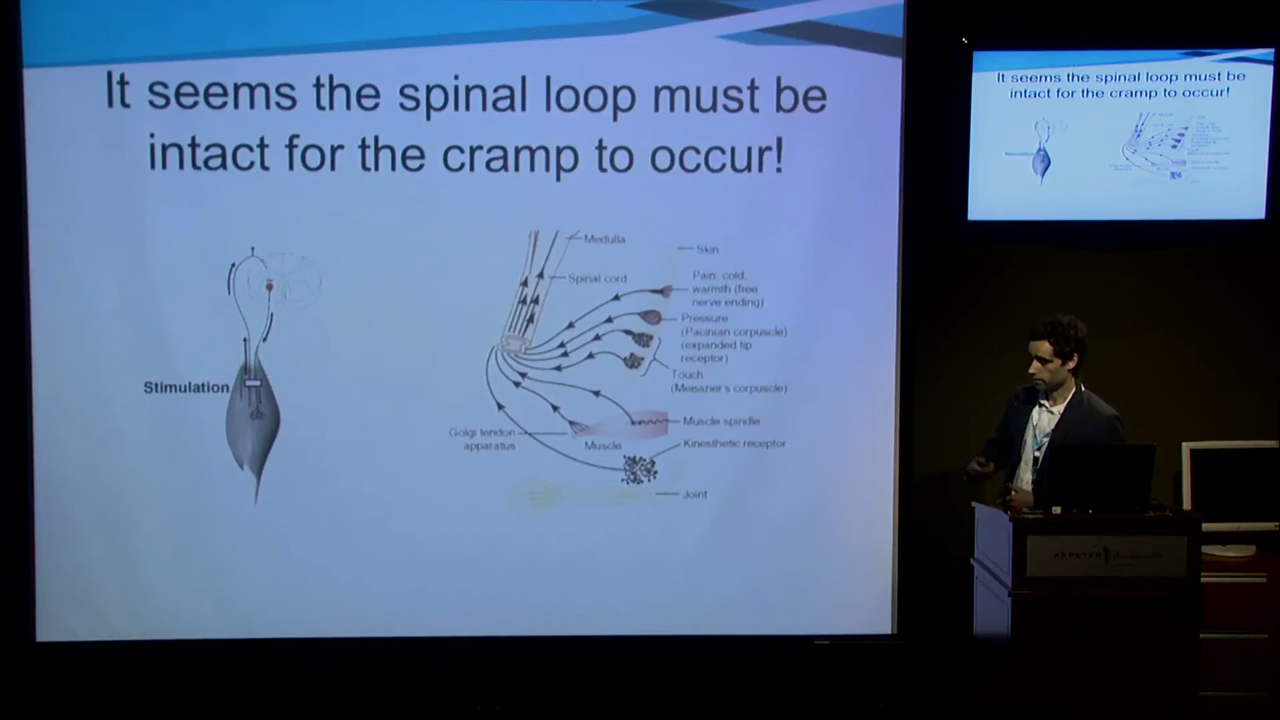 It seems the spinal loop must be
intact for the cramp to occur!
Stimulation
Medulla
Spinal cord
Skin
Pain, cold,
warmth (free
nerve ending)
Pressure
(Pacinian corpuscle)
(expanded tip
receptor)
Touch
(Meissner's corpuscle)
Golgi tendon
apparatus
Muscle
Muscle spindle
Kinesthetic receptor
Joint
It seems the spinal loop must be
intact for the cramp to occur!
Stimulation
ASPETAR